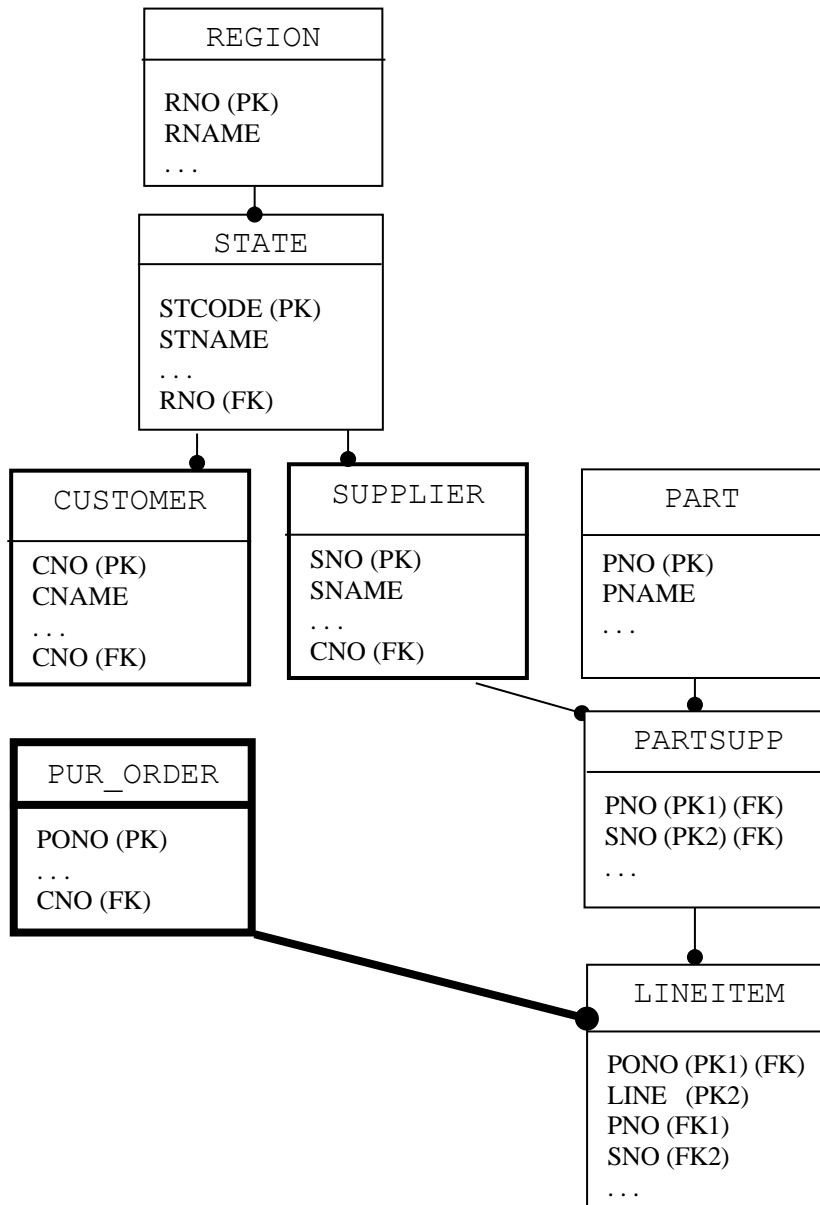 REGION
RNO (PK)
RNAME
. . .
STATE
STCODE (PK)
STNAME
. . .
RNO (FK)
CUSTOMER
CNO (PK)
CNAME
. . .
CNO (FK)
SUPPLIER
SNO (PK)
SNAME
. . .
CNO (FK)
PART
PNO (PK)
PNAME
. . .
PUR_ORDER
PONO (PK)
. . .
CNO (FK)
PARTSUPP
PNO (PK1) (FK)
SNO (PK2) (FK)
. . .
LINEITEM
PONO (PK1) (FK)
LINE (PK2)
PNO (FK1)
SNO (FK2)
. . .